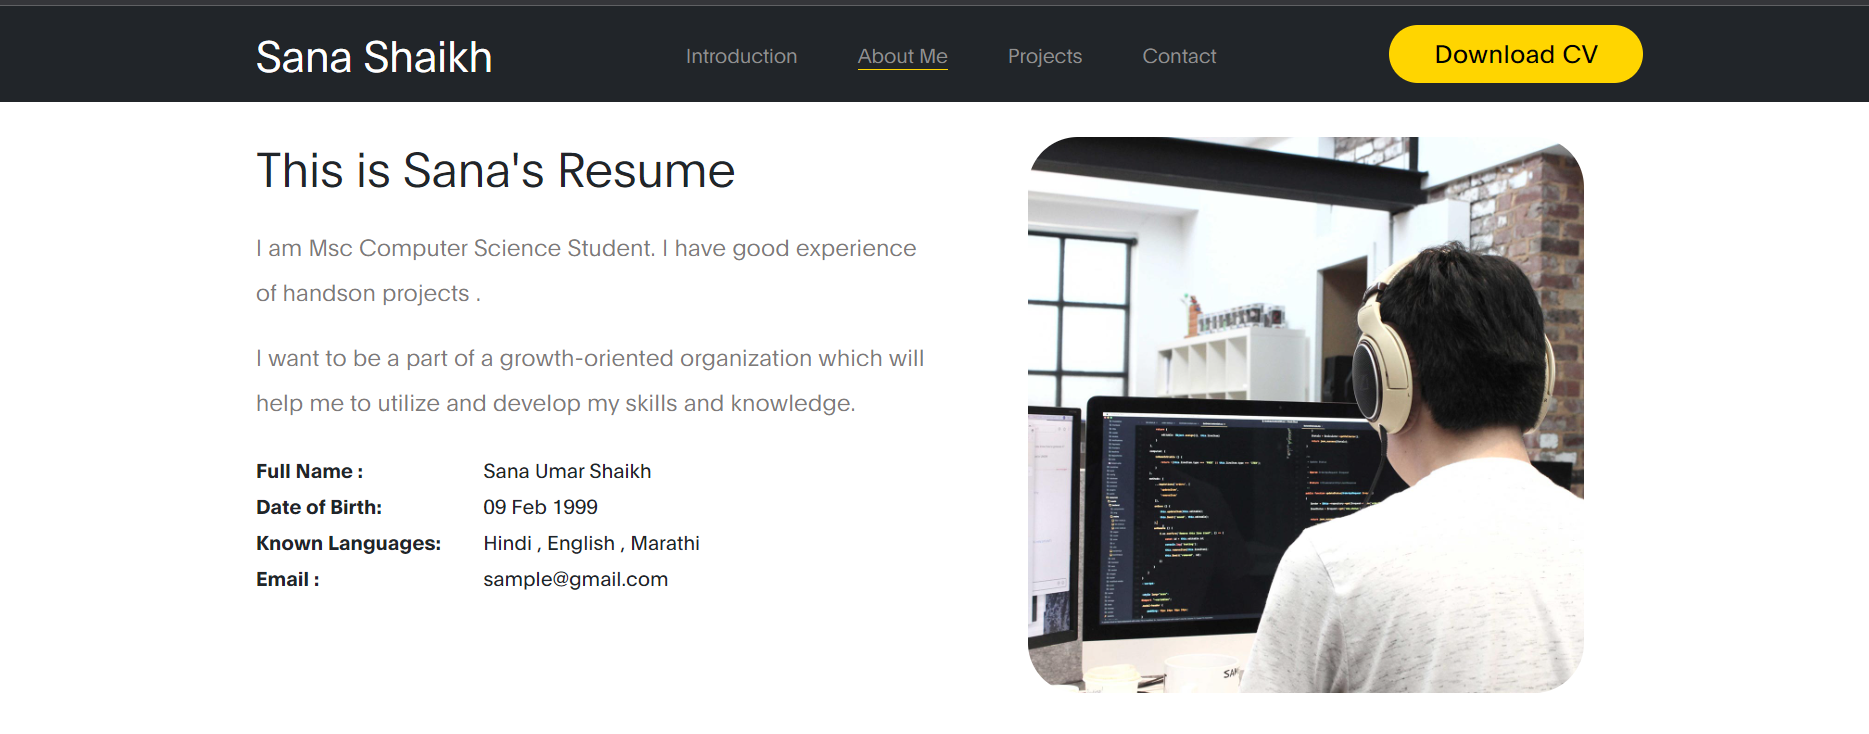 Sana Shaikh
Introduction
About Me
Projects
Contact
Download CV
This is Sana's Resume
I am Msc Computer Science Student. I have good experience
of handson projects .
I want to be a part of a growth-oriented organization which will
help me to utilize and develop my skills and knowledge.
Full Name : Sana Umar Shaikh
Date of Birth: 09 Feb 1999
Known Languages: Hindi , English , Marathi
Email : sample@gmail.com